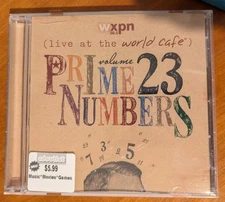 wxpn
(live at the world cafe®)
volume 23
PRIME
NUMBERS
7 3 5
$5.99
Music*Movies*Games